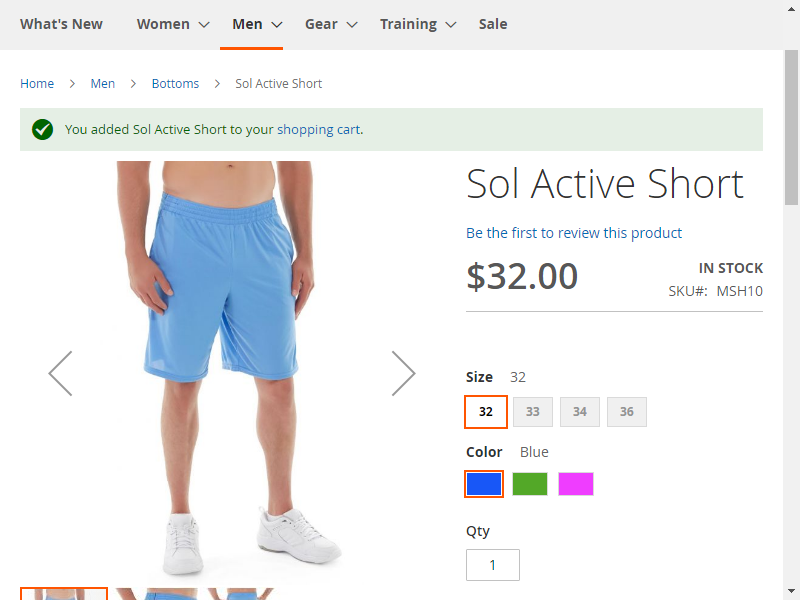 What's New Women Men Gear Training Sale
Home Men Bottoms Sol Active Short
You added Sol Active Short to your shopping cart.
Sol Active Short
Be the first to review this product
$32.00
IN STOCK
SKU#: MSH10
Size 32
32 33 34 36
Color Blue
Qty
1